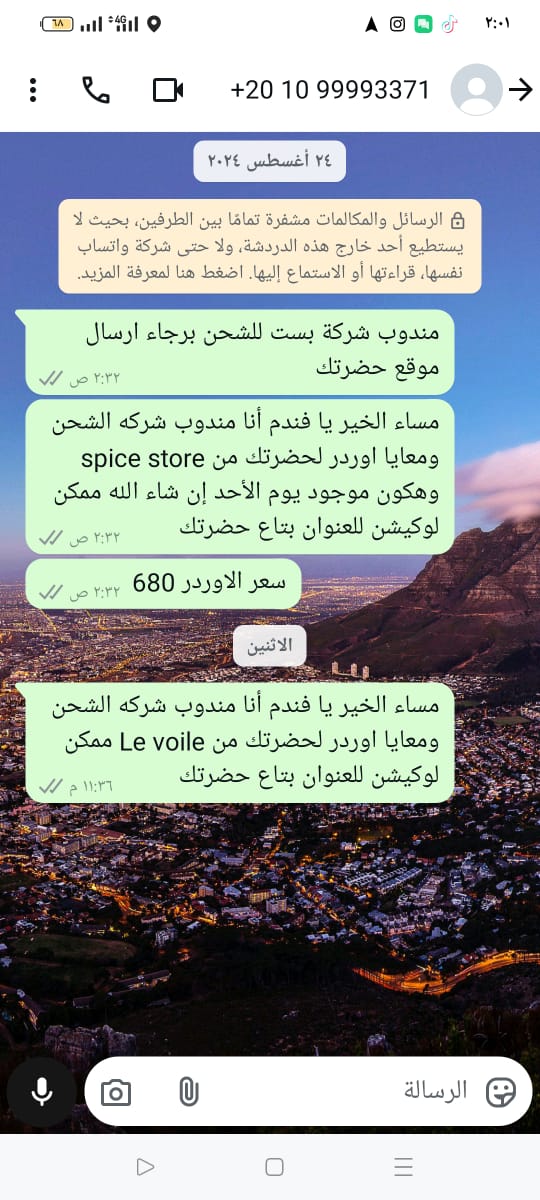 ٦٨
4G
٢:٠١
+20 10 99993371
٢٤ أغسطس ٢٠٢٤
الرسائل والمكالمات مشفرة تمامًا بين الطرفين، بحيث لا
يستطيع أحد خارج هذه الدردشة، ولا حتى شركة واتساب
نفسها، قراءتها أو الاستماع إليها. اضغط هنا لمعرفة المزيد.
مندوب شركة بست للشحن برجاء ارسال
موقع حضرتك
٢:٣٢ ص
مساء الخير يا فندم أنا مندوب شركه الشحن
ومعايا اوردر لحضرتك من spice store
وهكون موجود يوم الأحد إن شاء الله ممكن
لوكيشن للعنوان بتاع حضرتك
٢:٣٢ ص
سعر الاوردر 680
٢:٣٢ ص
الاثنين
مساء الخير يا فندم أنا مندوب شركه الشحن
ومعايا اوردر لحضرتك من Le voile ممكن
لوكيشن للعنوان بتاع حضرتك
١١:٣٦ م
الرسالة